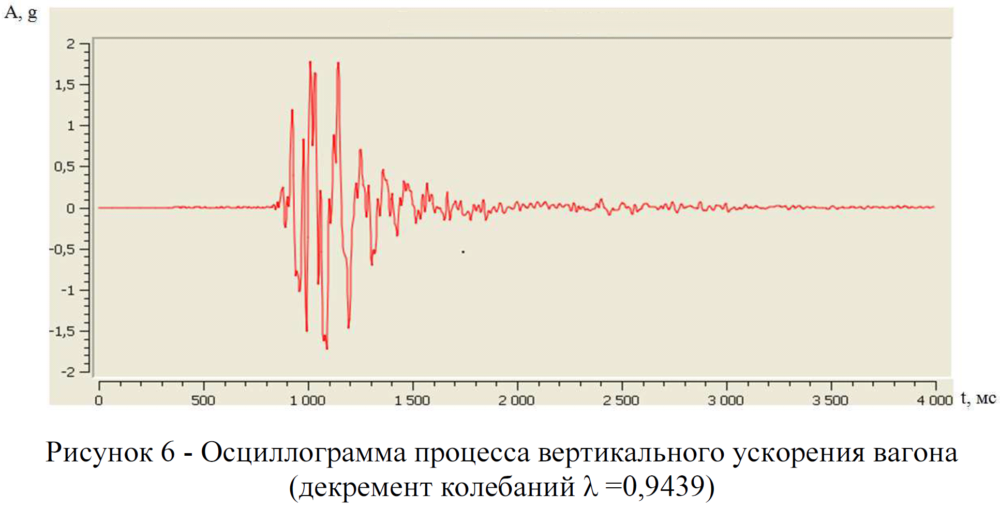 A, g
2
1,5
1
0,5
0
-0,5
-1
-1,5
-2
0 500 1 000 1 500 2 000 2 500 3 000 3 500 4 000 t, мс
Рисунок 6 - Осциллограмма процесса вертикального ускорения вагона
(декремент колебаний λ =0,9439)